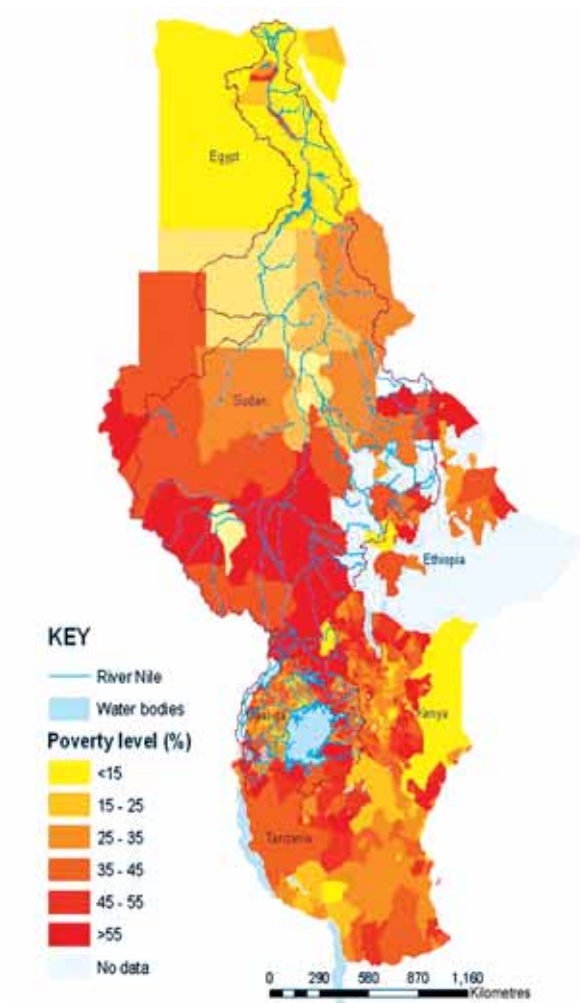 Egypt
Sudan
Ethiopia
KEY
River Nile
Water bodies
Poverty level (%)
<15
15 - 25
25 - 35
35 - 45
45 - 55
>55
No data
Kenya
Tanzania
0 290 580 870 1,160
Kilometres